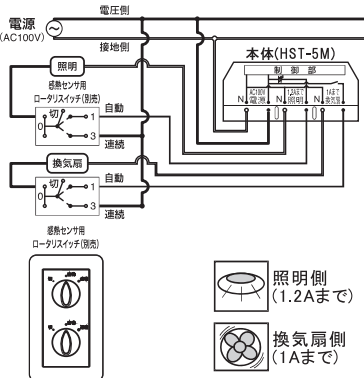 電圧側
電源
(AC100V)
接地側
本体(HST-5M)
制御部
照明
感熱センサ用
ロータリスイッチ(別売)
切
自動
0
1
3
連続
N
AC100V
電源
N
1.2Aまで
照明
N
1Aまで
換気扇
換気扇
切
自動
0
1
3
連続
感熱センサ用
ロータリスイッチ(別売)
照明側
(1.2Aまで)
換気扇側
(1Aまで)